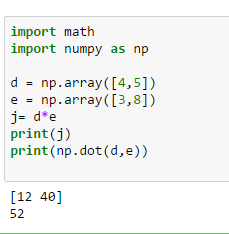 import math
import numpy as np
d = np.array([4,5])
e = np.array([3,8])
j= d*e
print(j)
print(np.dot(d,e))
[12 40]
52